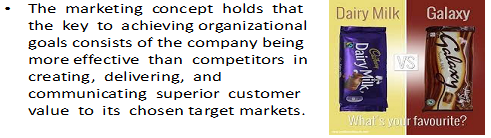 • The marketing concept holds that
the key to achieving organizational
goals consists of the company being
more effective than competitors in
creating, delivering, and
communicating superior customer
value to its chosen target markets.
Dairy Milk
Galaxy
Cadbury
Dairy Milk
VS
Galaxy
What's your favourite?